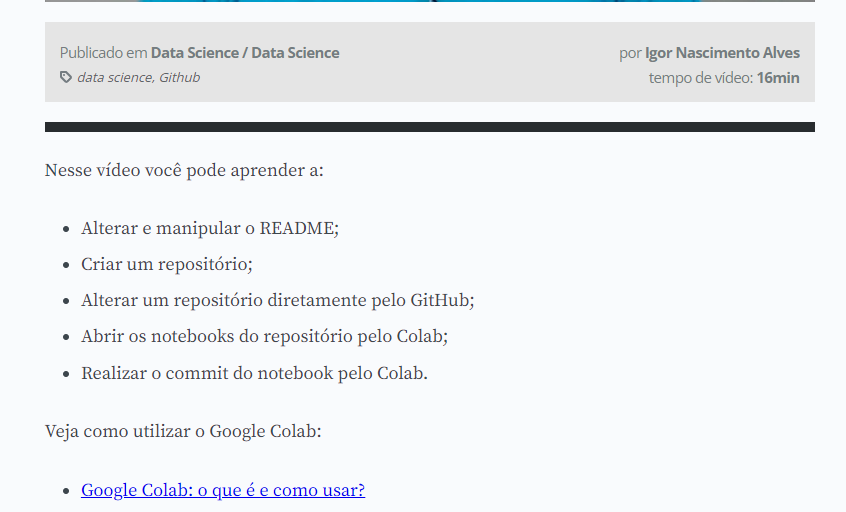 Publicado em Data Science / Data Science
por Igor Nascimento Alves
data science, Github
tempo de vídeo: 16min
Nesse vídeo você pode aprender a:
• Alterar e manipular o README;
• Criar um repositório;
• Alterar um repositório diretamente pelo GitHub;
• Abrir os notebooks do repositório pelo Colab;
• Realizar o commit do notebook pelo Colab.
Veja como utilizar o Google Colab:
• Google Colab: o que é e como usar?